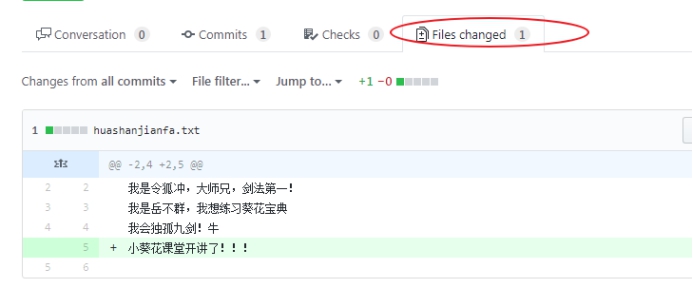 Conversation 0 Commits 1 Checks 0 Files changed 1
Changes from all commits File filter... Jump to... +1 −0
1 huashanjianfa.txt
@@ -2,4 +2,5 @@
2 2 我是令狐冲，大师兄，剑法第一！
3 3 我是岳不群，我想练习葵花宝典
4 4 我会独孤九剑！牛
5 + 小葵花课堂开讲了！！！
5 6